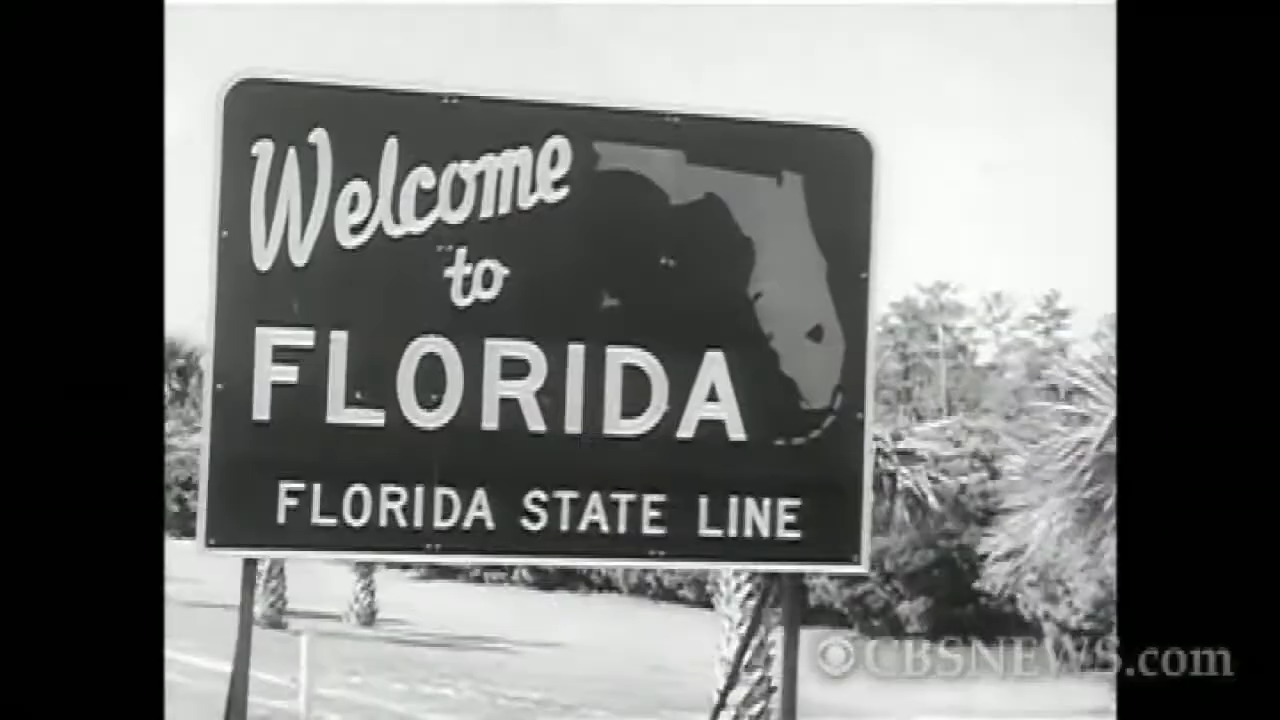 Welcome
to
FLORIDA
FLORIDA STATE LINE
CBSNEWS.com